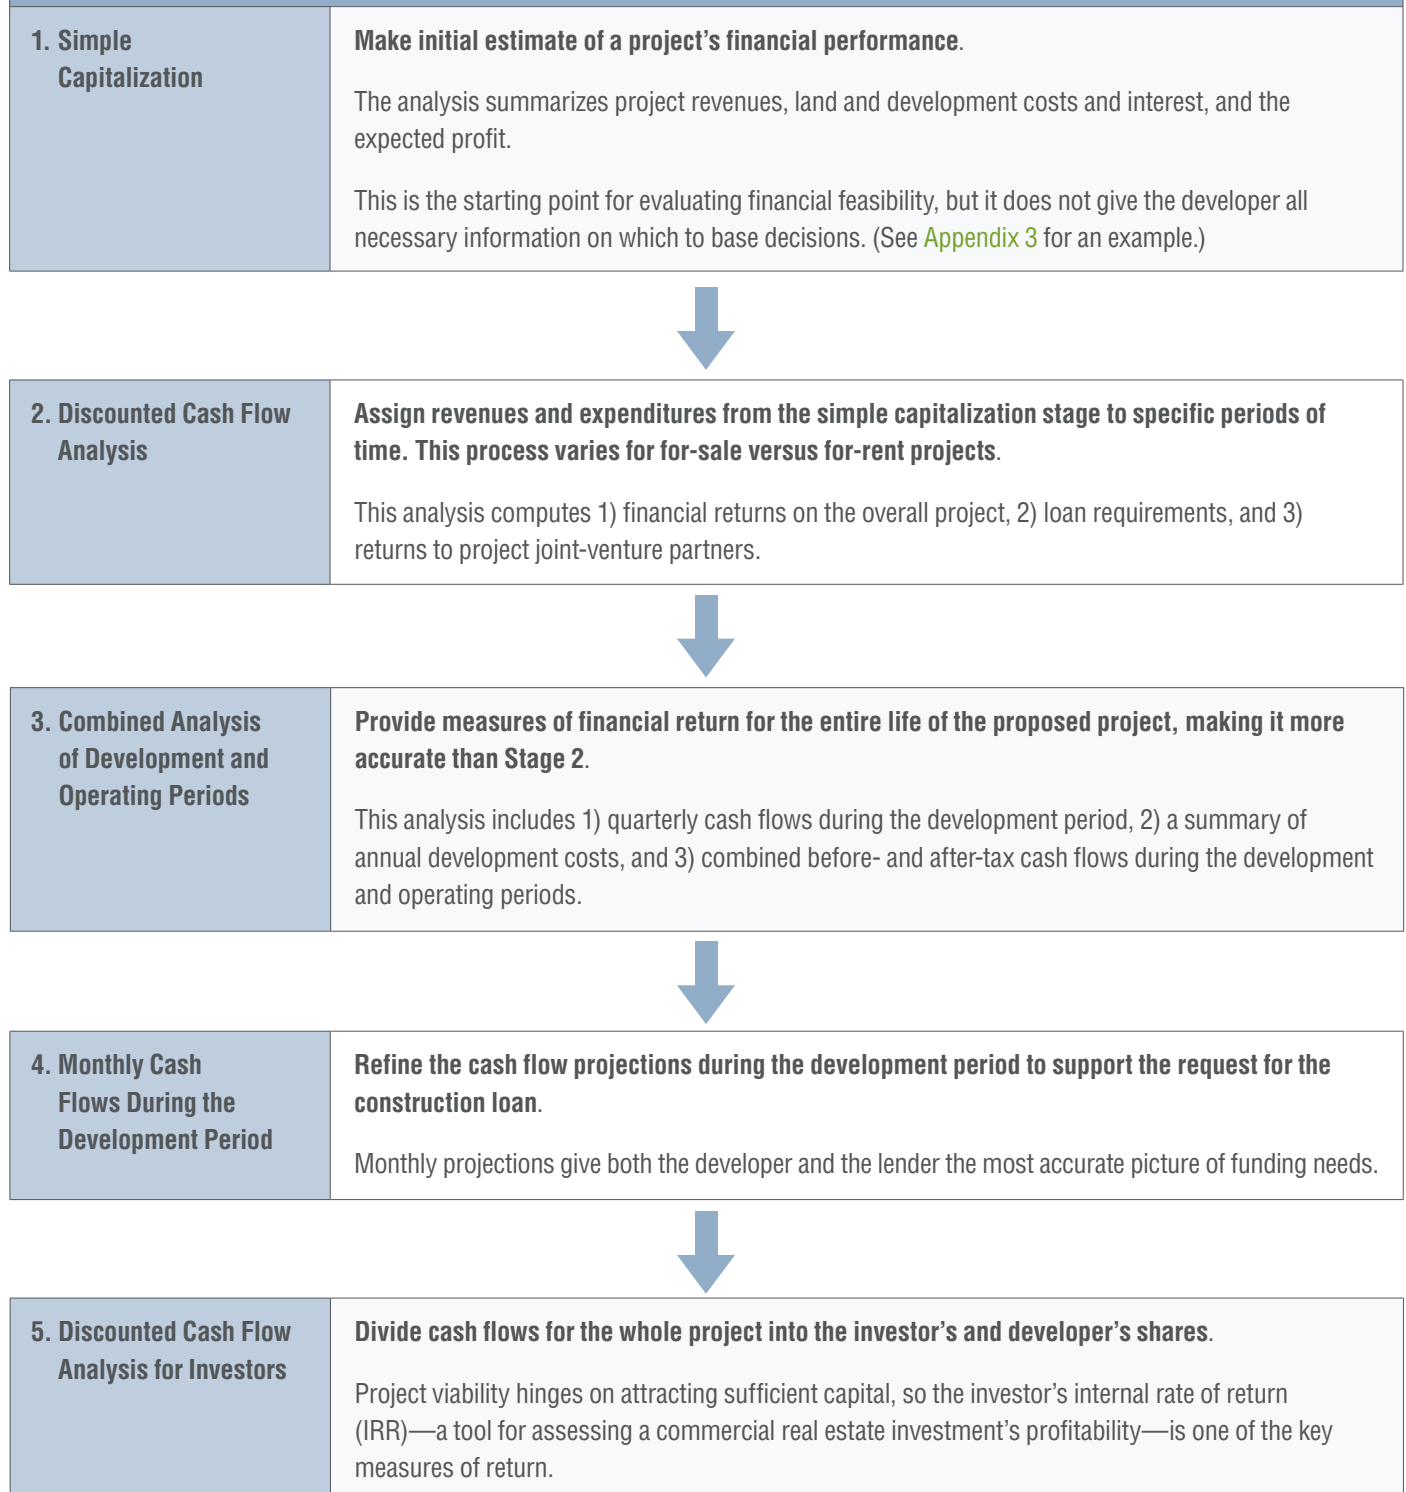 1. Simple
Capitalization
Make initial estimate of a project’s financial performance.
The analysis summarizes project revenues, land and development costs and interest, and the
expected profit.
This is the starting point for evaluating financial feasibility, but it does not give the developer all
necessary information on which to base decisions. (See Appendix 3 for an example.)
2. Discounted Cash Flow
Analysis
Assign revenues and expenditures from the simple capitalization stage to specific periods of
time. This process varies for for-sale versus for-rent projects.
This analysis computes 1) financial returns on the overall project, 2) loan requirements, and 3)
returns to project joint-venture partners.
3. Combined Analysis
of Development and
Operating Periods
Provide measures of financial return for the entire life of the proposed project, making it more
accurate than Stage 2.
This analysis includes 1) quarterly cash flows during the development period, 2) a summary of
annual development costs, and 3) combined before- and after-tax cash flows during the development
and operating periods.
4. Monthly Cash
Flows During the
Development Period
Refine the cash flow projections during the development period to support the request for the
construction loan.
Monthly projections give both the developer and the lender the most accurate picture of funding needs.
5. Discounted Cash Flow
Analysis for Investors
Divide cash flows for the whole project into the investor’s and developer’s shares.
Project viability hinges on attracting sufficient capital, so the investor’s internal rate of return
(IRR)—a tool for assessing a commercial real estate investment’s profitability—is one of the key
measures of return.